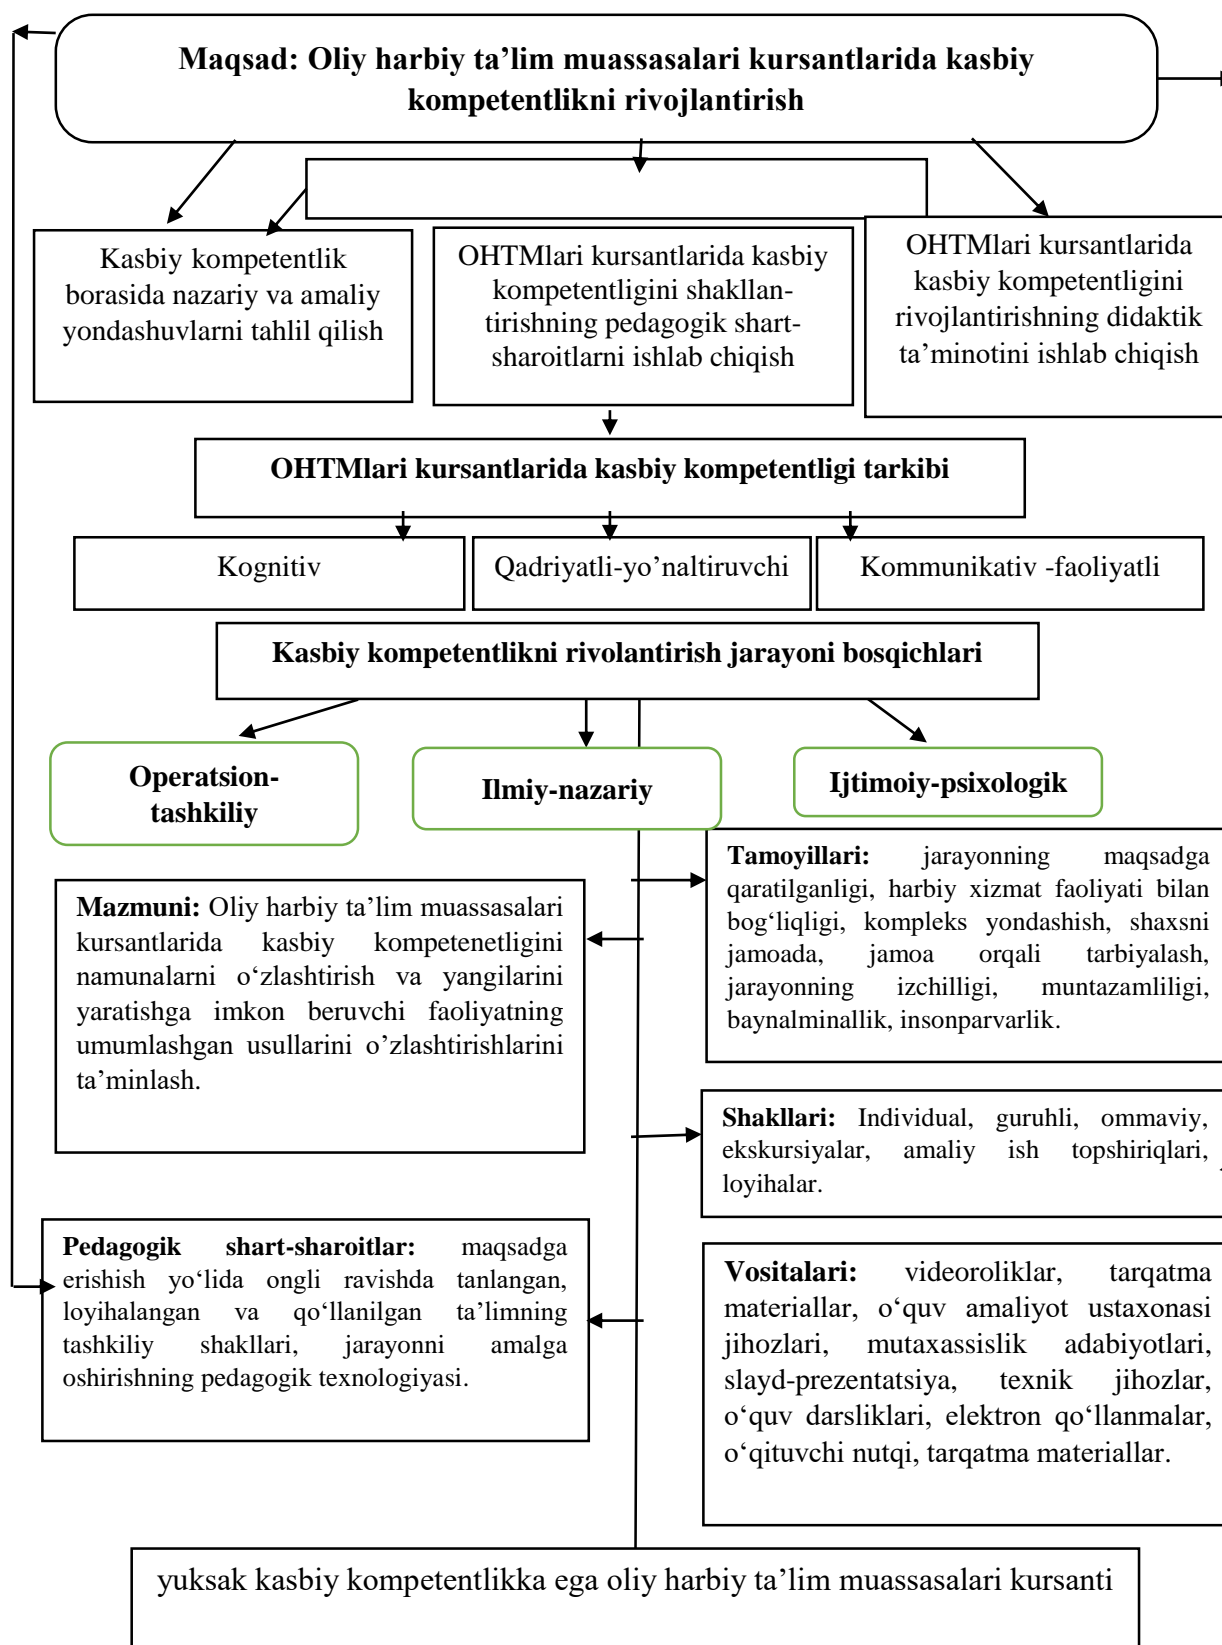 Maqsad: Oliy harbiy ta’lim muassasalari kursantlarida kasbiy
kompetentlikni rivojlantirish
Kasbiy kompetentlik
borasida nazariy va amaliy
yondashuvlarni tahlil qilish
OHTMlari kursantlarida kasbiy
kompetentligini shakllan-
tirishning pedagogik shart-
sharoitlarni ishlab chiqish
OHTMlari kursantlarida
kasbiy kompetentligini
rivojlantirishning didaktik
ta’minotini ishlab chiqish
OHTMlari kursantlarida kasbiy kompetentligi tarkibi
Kognitiv
Qadriyatli-yo’naltiruvchi
Kommunikativ -faoliyatli
Kasbiy kompetentlikni rivolantirish jarayoni bosqichlari
Operatsion-
tashkiliy
Ilmiy-nazariy
Ijtimoiy-psixologik
Mazmuni: Oliy harbiy ta’lim muassasalari
kursantlarida kasbiy kompetenetligini
namunalarni o‘zlashtirish va yangilarini
yaratishga imkon beruvchi faoliyatning
umumlashgan usullarini o’zlashtirishlarini
ta’minlash.
Tamoyillari: jarayonning maqsadga
qaratilganligi, harbiy xizmat faoliyati bilan
bog‘liqligi, kompleks yondashish, shaxsni
jamoada, jamoa orqali tarbiyalash,
jarayonning izchilligi, muntazamliligi,
baynalminallik, insonparvarlik.
Shakllari: Individual, guruhli, ommaviy,
ekskursiyalar, amaliy ish topshiriqlari,
loyihalar.
Pedagogik shart-sharoitlar: maqsadga
erishish yo‘lida ongli ravishda tanlangan,
loyihalangan va qo‘llanilgan ta’limning
tashkiliy shakllari, jarayonni amalga
oshirishning pedagogik texnologiyasi.
Vositalari: videoroliklar, tarqatma
materiallar, o‘quv amaliyot ustaxonasi
jihozlari, mutaxassislik adabiyotlari,
slayd-prezentatsiya, texnik jihozlar,
o‘quv darsliklari, elektron qo‘llanmalar,
o‘qituvchi nutqi, tarqatma materiallar.
yuksak kasbiy kompetentlikka ega oliy harbiy ta’lim muassasalari kursanti